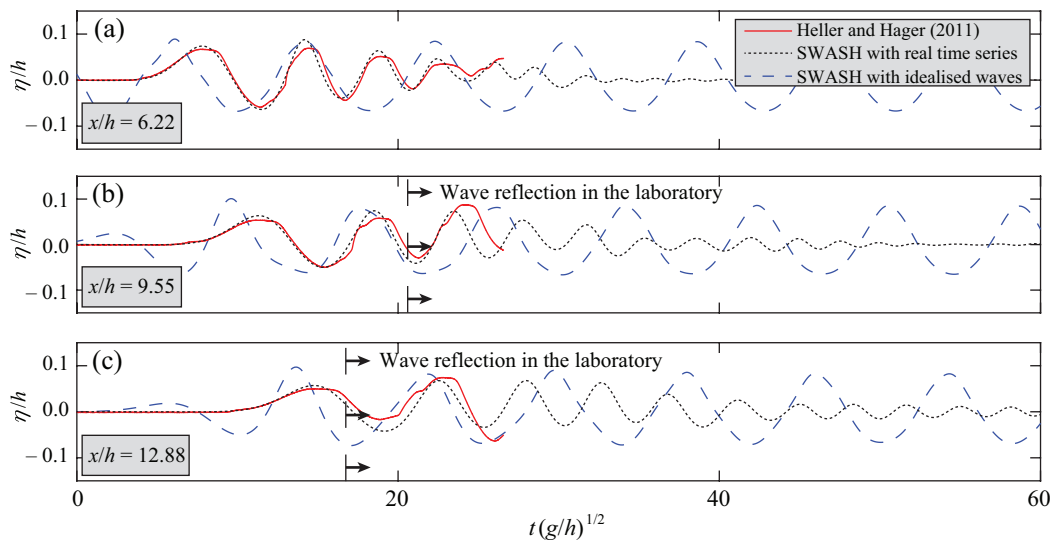 (a)
Heller and Hager (2011)
SWASH with real time series
SWASH with idealised waves
0.1
0.0
– 0.1
η/h
x/h = 6.22
(b)
Wave reflection in the laboratory
0.1
0.0
– 0.1
η/h
x/h = 9.55
(c)
Wave reflection in the laboratory
0.1
0.0
– 0.1
η/h
x/h = 12.88
0 20 40 60
t (g/h) 1/2